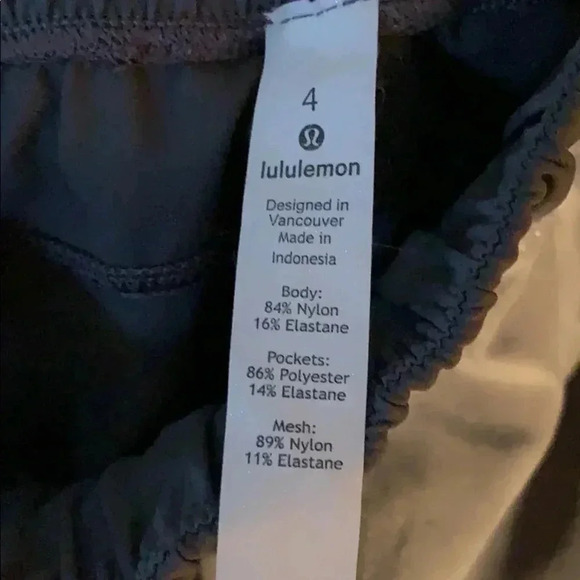 4
lululemon
Designed in
Vancouver
Made in
Indonesia
Body:
84% Nylon
16% Elastane
Pockets:
86% Polyester
14% Elastane
Mesh:
89% Nylon
11% Elastane